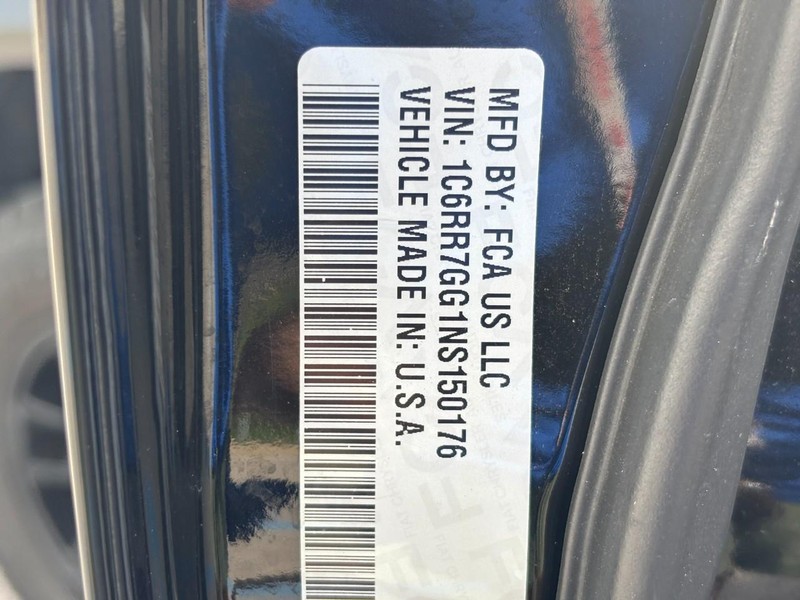 MFD BY: FCA US LLC
VIN: 1C6RR7GG1NS150176
VEHICLE MADE IN: U.S.A.